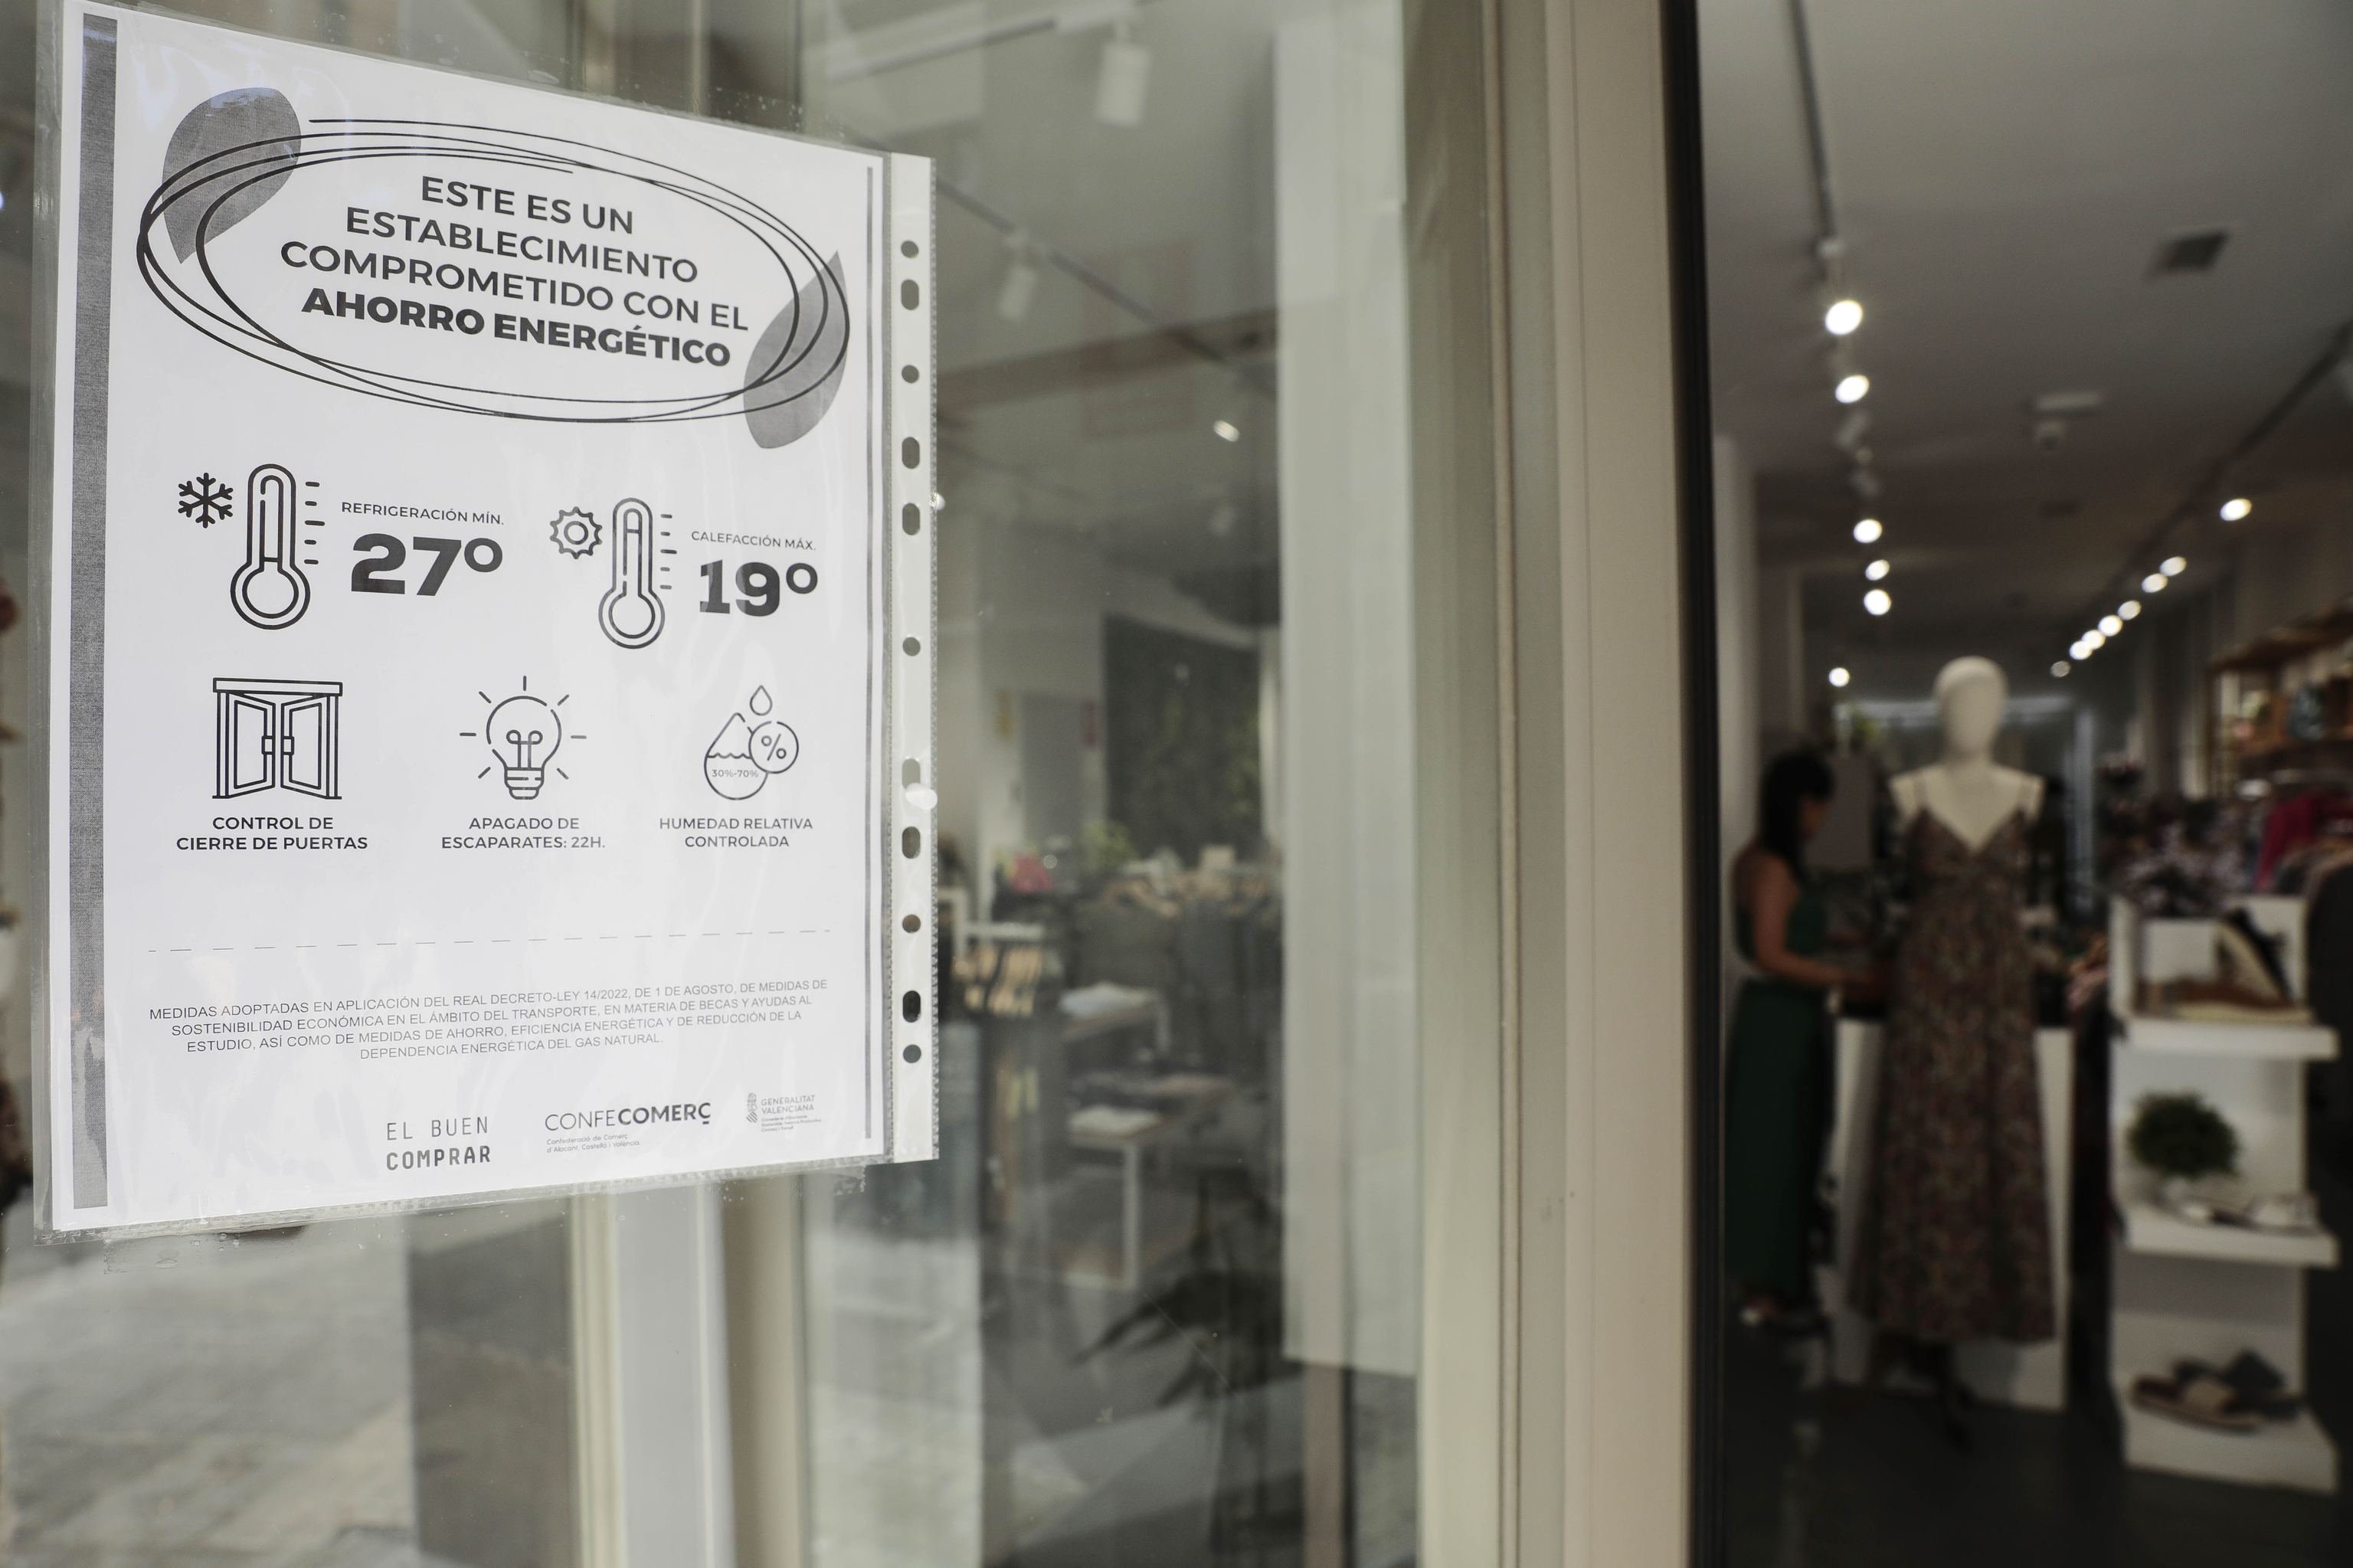 ESTE ES UN
ESTABLECIMIENTO
COMPROMETIDO CON EL
AHORRO ENERGÉTICO
REFRIGERACIÓN MÍN.
27º
CALEFACCIÓN MÁX.
19º
%
30%-70%
CONTROL DE
CIERRE DE PUERTAS
APAGADO DE
ESCAPARATES: 22H.
HUMEDAD RELATIVA
CONTROLADA
MEDIDAS ADOPTADAS EN APLICACIÓN DEL REAL DECRETO-LEY 14/2022, DE 1 DE AGOSTO, DE MEDIDAS DE
SOSTENIBILIDAD ECONÓMICA EN EL ÁMBITO DEL TRANSPORTE, EN MATERIA DE BECAS Y AYUDAS AL
ESTUDIO, ASÍ COMO DE MEDIDAS DE AHORRO, EFICIENCIA ENERGÉTICA Y DE REDUCCIÓN DE LA
DEPENDENCIA ENERGÉTICA DEL GAS NATURAL.
EL BUEN
COMPRAR
CONFECOMERÇ
Confederació de Comerç
d'Alacant, Castelló i València
GENERALITAT
VALENCIANA